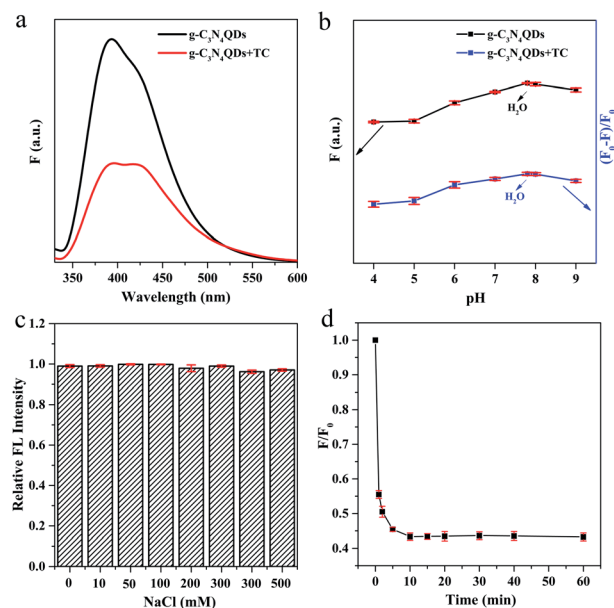 a
g-C3N4QDs
g-C3N4QDs+TC
F (a.u.)
350 400 450 500 550 600
Wavelength (nm)
b
g-C3N4QDs
g-C3N4QDs+TC
H2O
H2O
F (a.u.)
(F0-F)/F0
4 5 6 7 8 9
pH
c
1.2
1.0
0.8
0.6
0.4
0.2
0.0
Relative FL Intensity
0 10 50 100 200 300 300 500
NaCl (mM)
d
1.0
0.9
0.8
0.7
0.6
0.5
0.4
F/F0
0 10 20 30 40 50 60
Time (min)